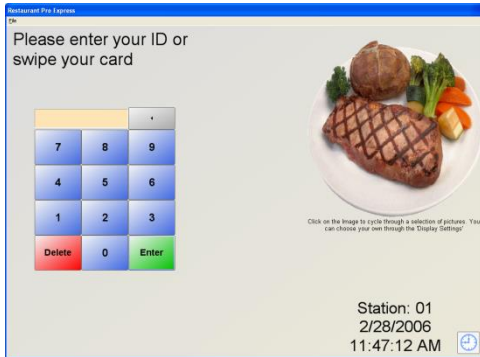 Restaurant Pro Express
File
Please enter your ID or
swipe your card
7 8 9
4 5 6
1 2 3
Delete 0 Enter
Click on the Image to cycle through a selection of pictures. You
can choose your own through the 'Display Settings'
Station: 01
2/28/2006
11:47:12 AM